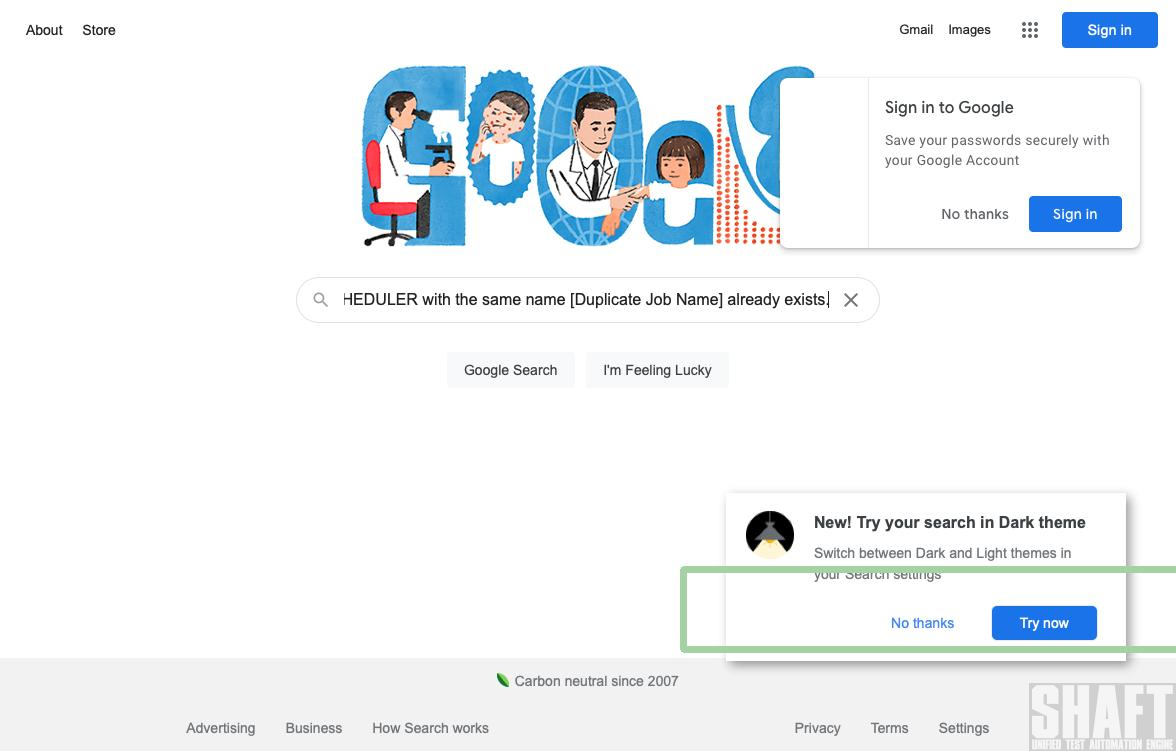 About Store
Gmail Images
Sign in
Google
Sign in to Google
Save your passwords securely with
your Google Account
No thanks Sign in
HEDULER with the same name [Duplicate Job Name] already exists.
Google Search I'm Feeling Lucky
New! Try your search in Dark theme
Switch between Dark and Light themes in
your Search settings
No thanks Try now
Carbon neutral since 2007
Advertising Business How Search works
Privacy Terms Settings
SHAFT
UNIFIED TEST AUTOMATION ENGINE